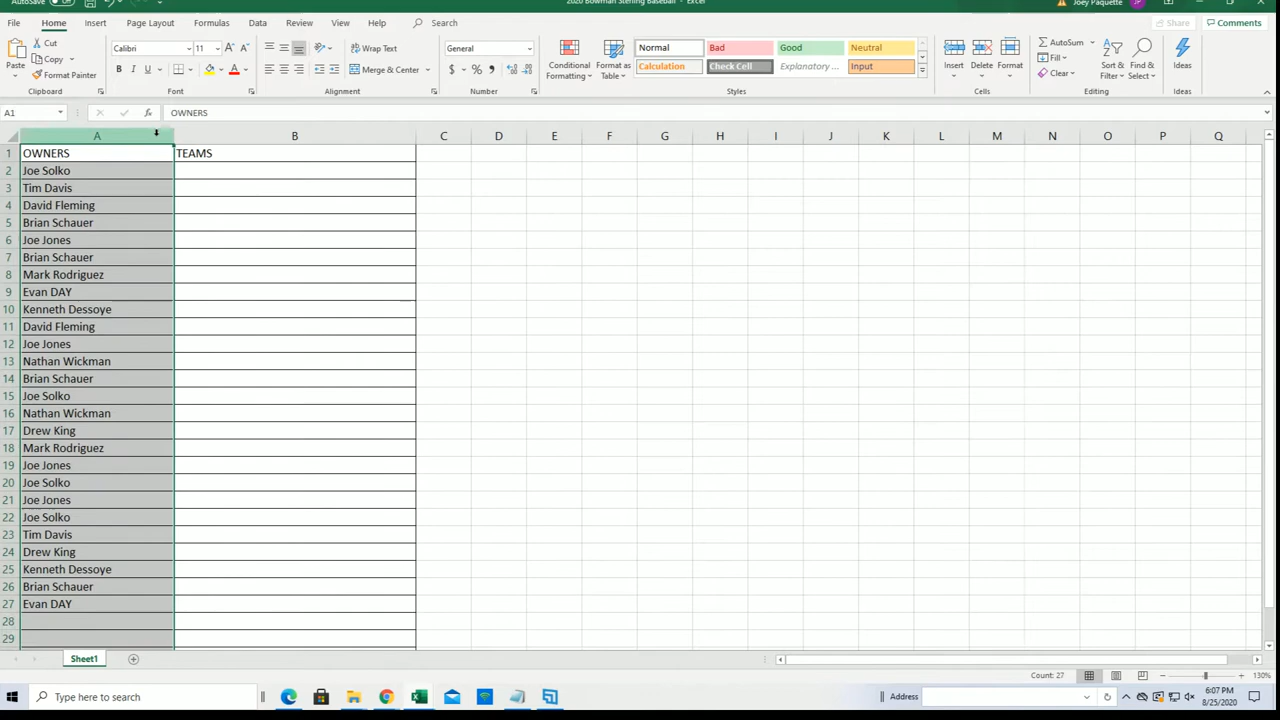 AutoSave
2020 Bowman Sterling Baseball - Excel
Joey Paquette
JP
File Home Insert Page Layout Formulas Data Review View Help Search
Share Comments
Paste
Cut
Copy
Format Painter
Clipboard
Calibri 11
B I U
Font
Wrap Text
Merge & Center
Alignment
General
$ % ,
Number
Conditional Formatting
Format as Table
Normal Bad Good Neutral
Calculation Check Cell Explanatory ... Input
Styles
Insert Delete Format
Cells
AutoSum
Fill
Clear
Sort & Filter
Find & Select
Editing
Ideas
Ideas
A1 fx OWNERS
A B C D E F G H I J K L M N O P Q
1 OWNERS TEAMS
2 Joe Solko
3 Tim Davis
4 David Fleming
5 Brian Schauer
6 Joe Jones
7 Brian Schauer
8 Mark Rodriguez
9 Evan DAY
10 Kenneth Dessoye
11 David Fleming
12 Joe Jones
13 Nathan Wickman
14 Brian Schauer
15 Joe Solko
16 Nathan Wickman
17 Drew King
18 Mark Rodriguez
19 Joe Jones
20 Joe Solko
21 Joe Jones
22 Joe Solko
23 Tim Davis
24 Drew King
25 Kenneth Dessoye
26 Brian Schauer
27 Evan DAY
28
29
Sheet1
Count: 27
130%
Type here to search
Address
6:07 PM
8/25/2020